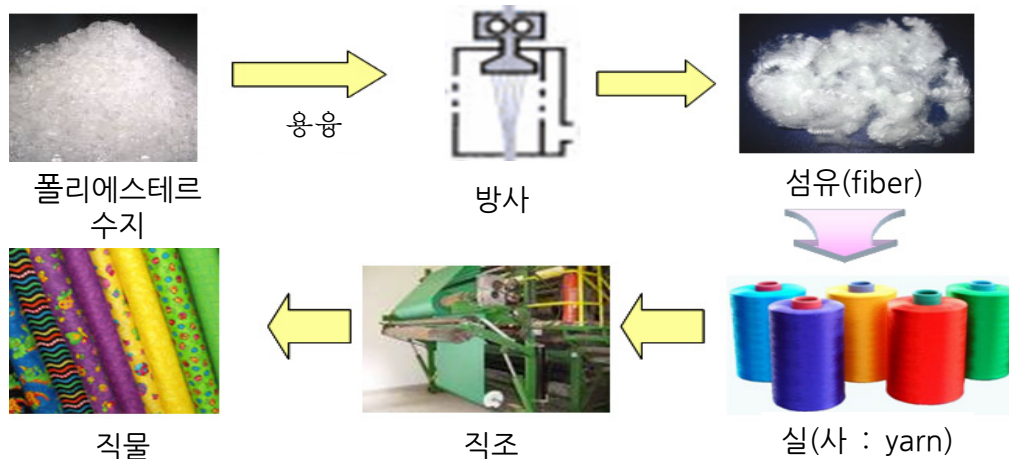 용융
폴리에스테르
수지
방사
섬유(fiber)
실(사 : yarn)
직조
직물